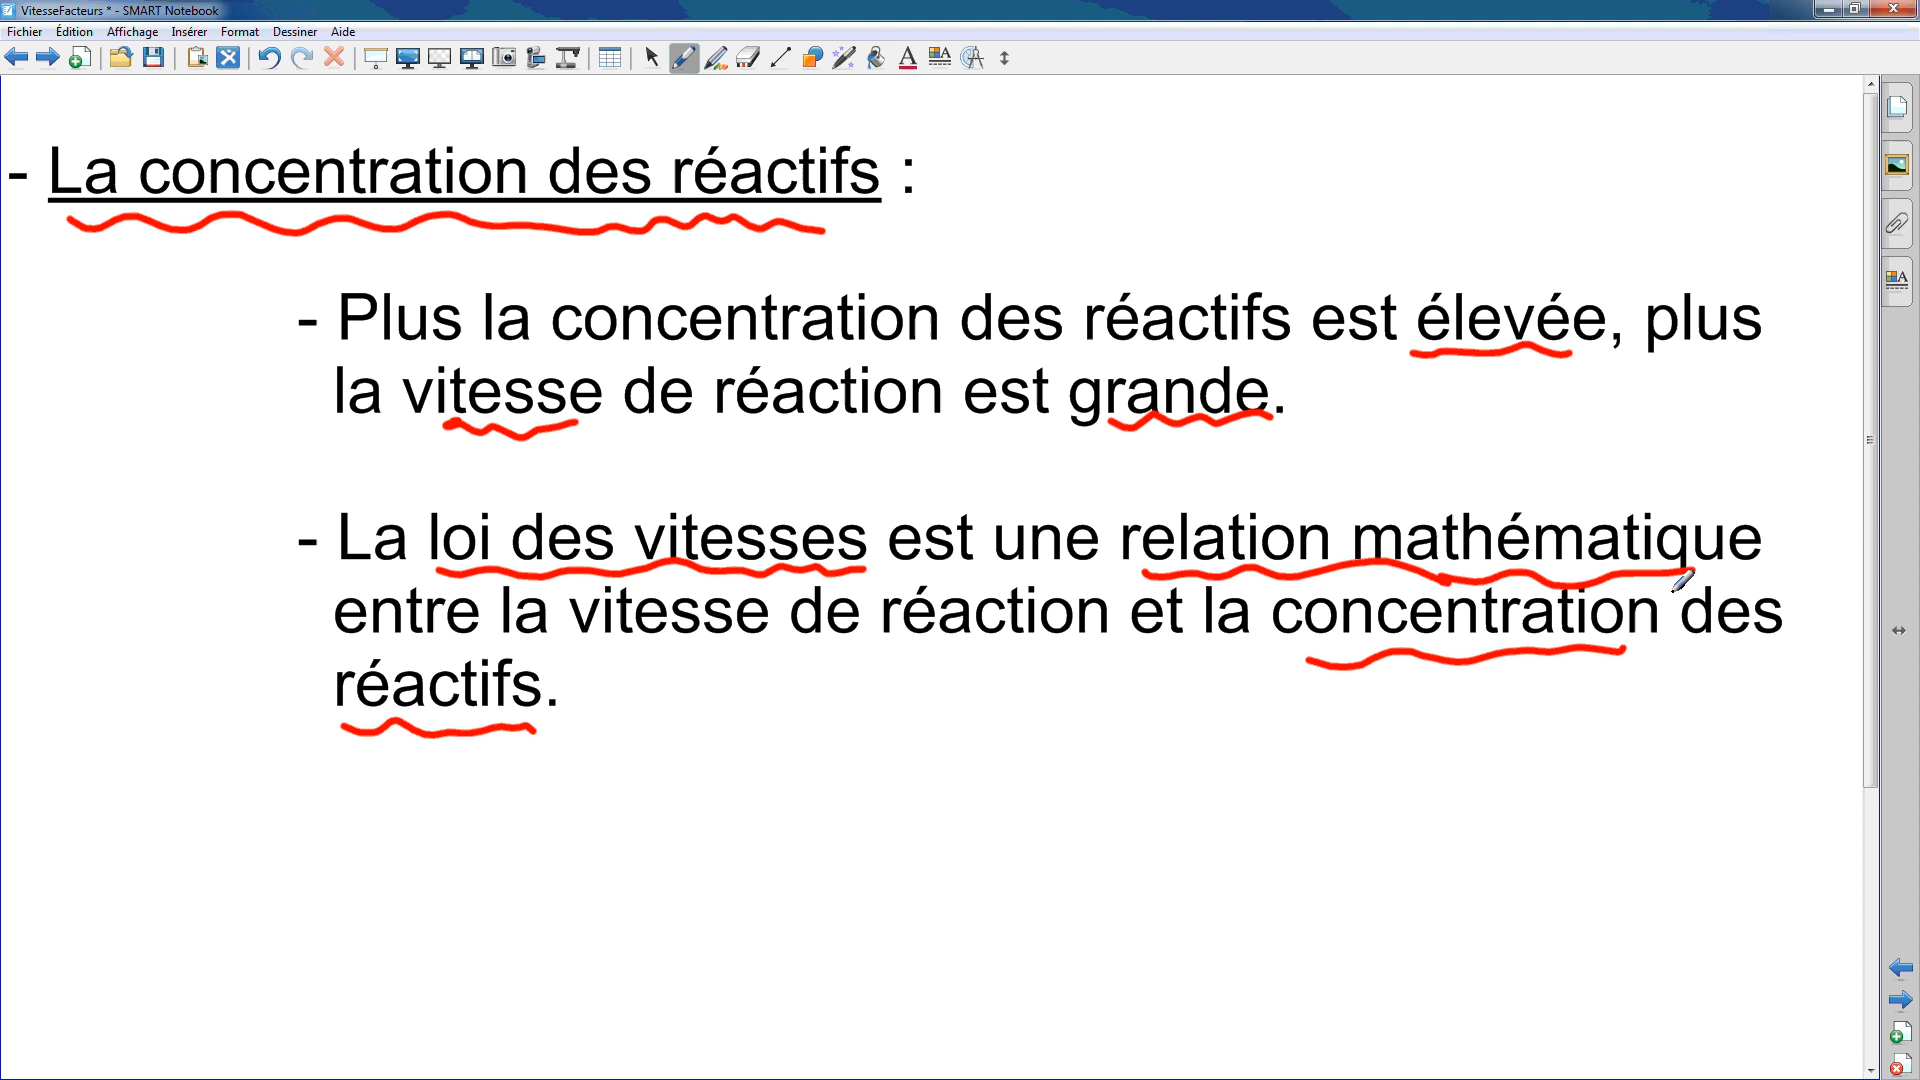 VitesseFacteurs * - SMART Notebook
Fichier Édition Affichage Insérer Format Dessiner Aide
- La concentration des réactifs :
- Plus la concentration des réactifs est élevée, plus
la vitesse de réaction est grande.
- La loi des vitesses est une relation mathématique
entre la vitesse de réaction et la concentration des
réactifs.